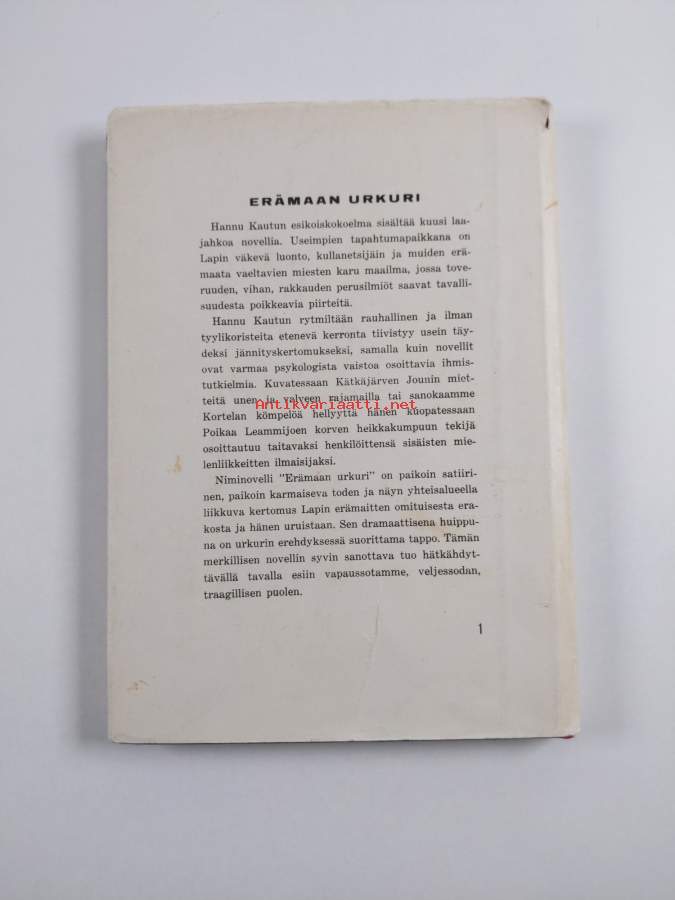 ERÄMAAN URKURI
Hannu Kautun esikoiskokoelma sisältää kuusi laa-
jahkoa novellia. Useimpien tapahtumapaikkana on
Lapin väkevä luonto, kullanetsijäin ja muiden erä-
maata vaeltavien miesten karu maailma, jossa tove-
ruuden, vihan, rakkauden perusilmiöt saavat tavalli-
suudesta poikkeavia piirteitä.
Hannu Kautun rytmiltään rauhallinen ja ilman
tyylikoristeita etenevä kerronta tiivistyy usein täy-
deksi jännityskertomukseksi, samalla kuin novellit
ovat varmaa psykologista vaistoa osoittavia ihmis-
tutkielmia. Kuvatessaan Kätkäjärven Jounin miet-
teitä unen ja valveen rajamailla tai sanokaamme
Antikvariaatti.net
Kortelan kömpelöä hellyyttä hänen kuopatessaan
Poikaa Leammijoen korven heikkakumpuun tekijä
osoittautuu taitavaksi henkilöittensä sisäisten mie-
lenliikkeitten ilmaisijaksi.
Niminovelli "Erämaan urkuri" on paikoin satiiri-
nen, paikoin karmaiseva toden ja näyn yhteisalueella
liikkuva kertomus Lapin erämaitten omituisesta era-
kosta ja hänen uruistaan. Sen dramaattisena huippu-
na on urkurin erehdyksessä suorittama tappo. Tämän
merkillisen novellin syvin sanottava tuo hätkähdyt-
tävällä tavalla esiin vapaussotamme, veljessodan,
traagillisen puolen.
1